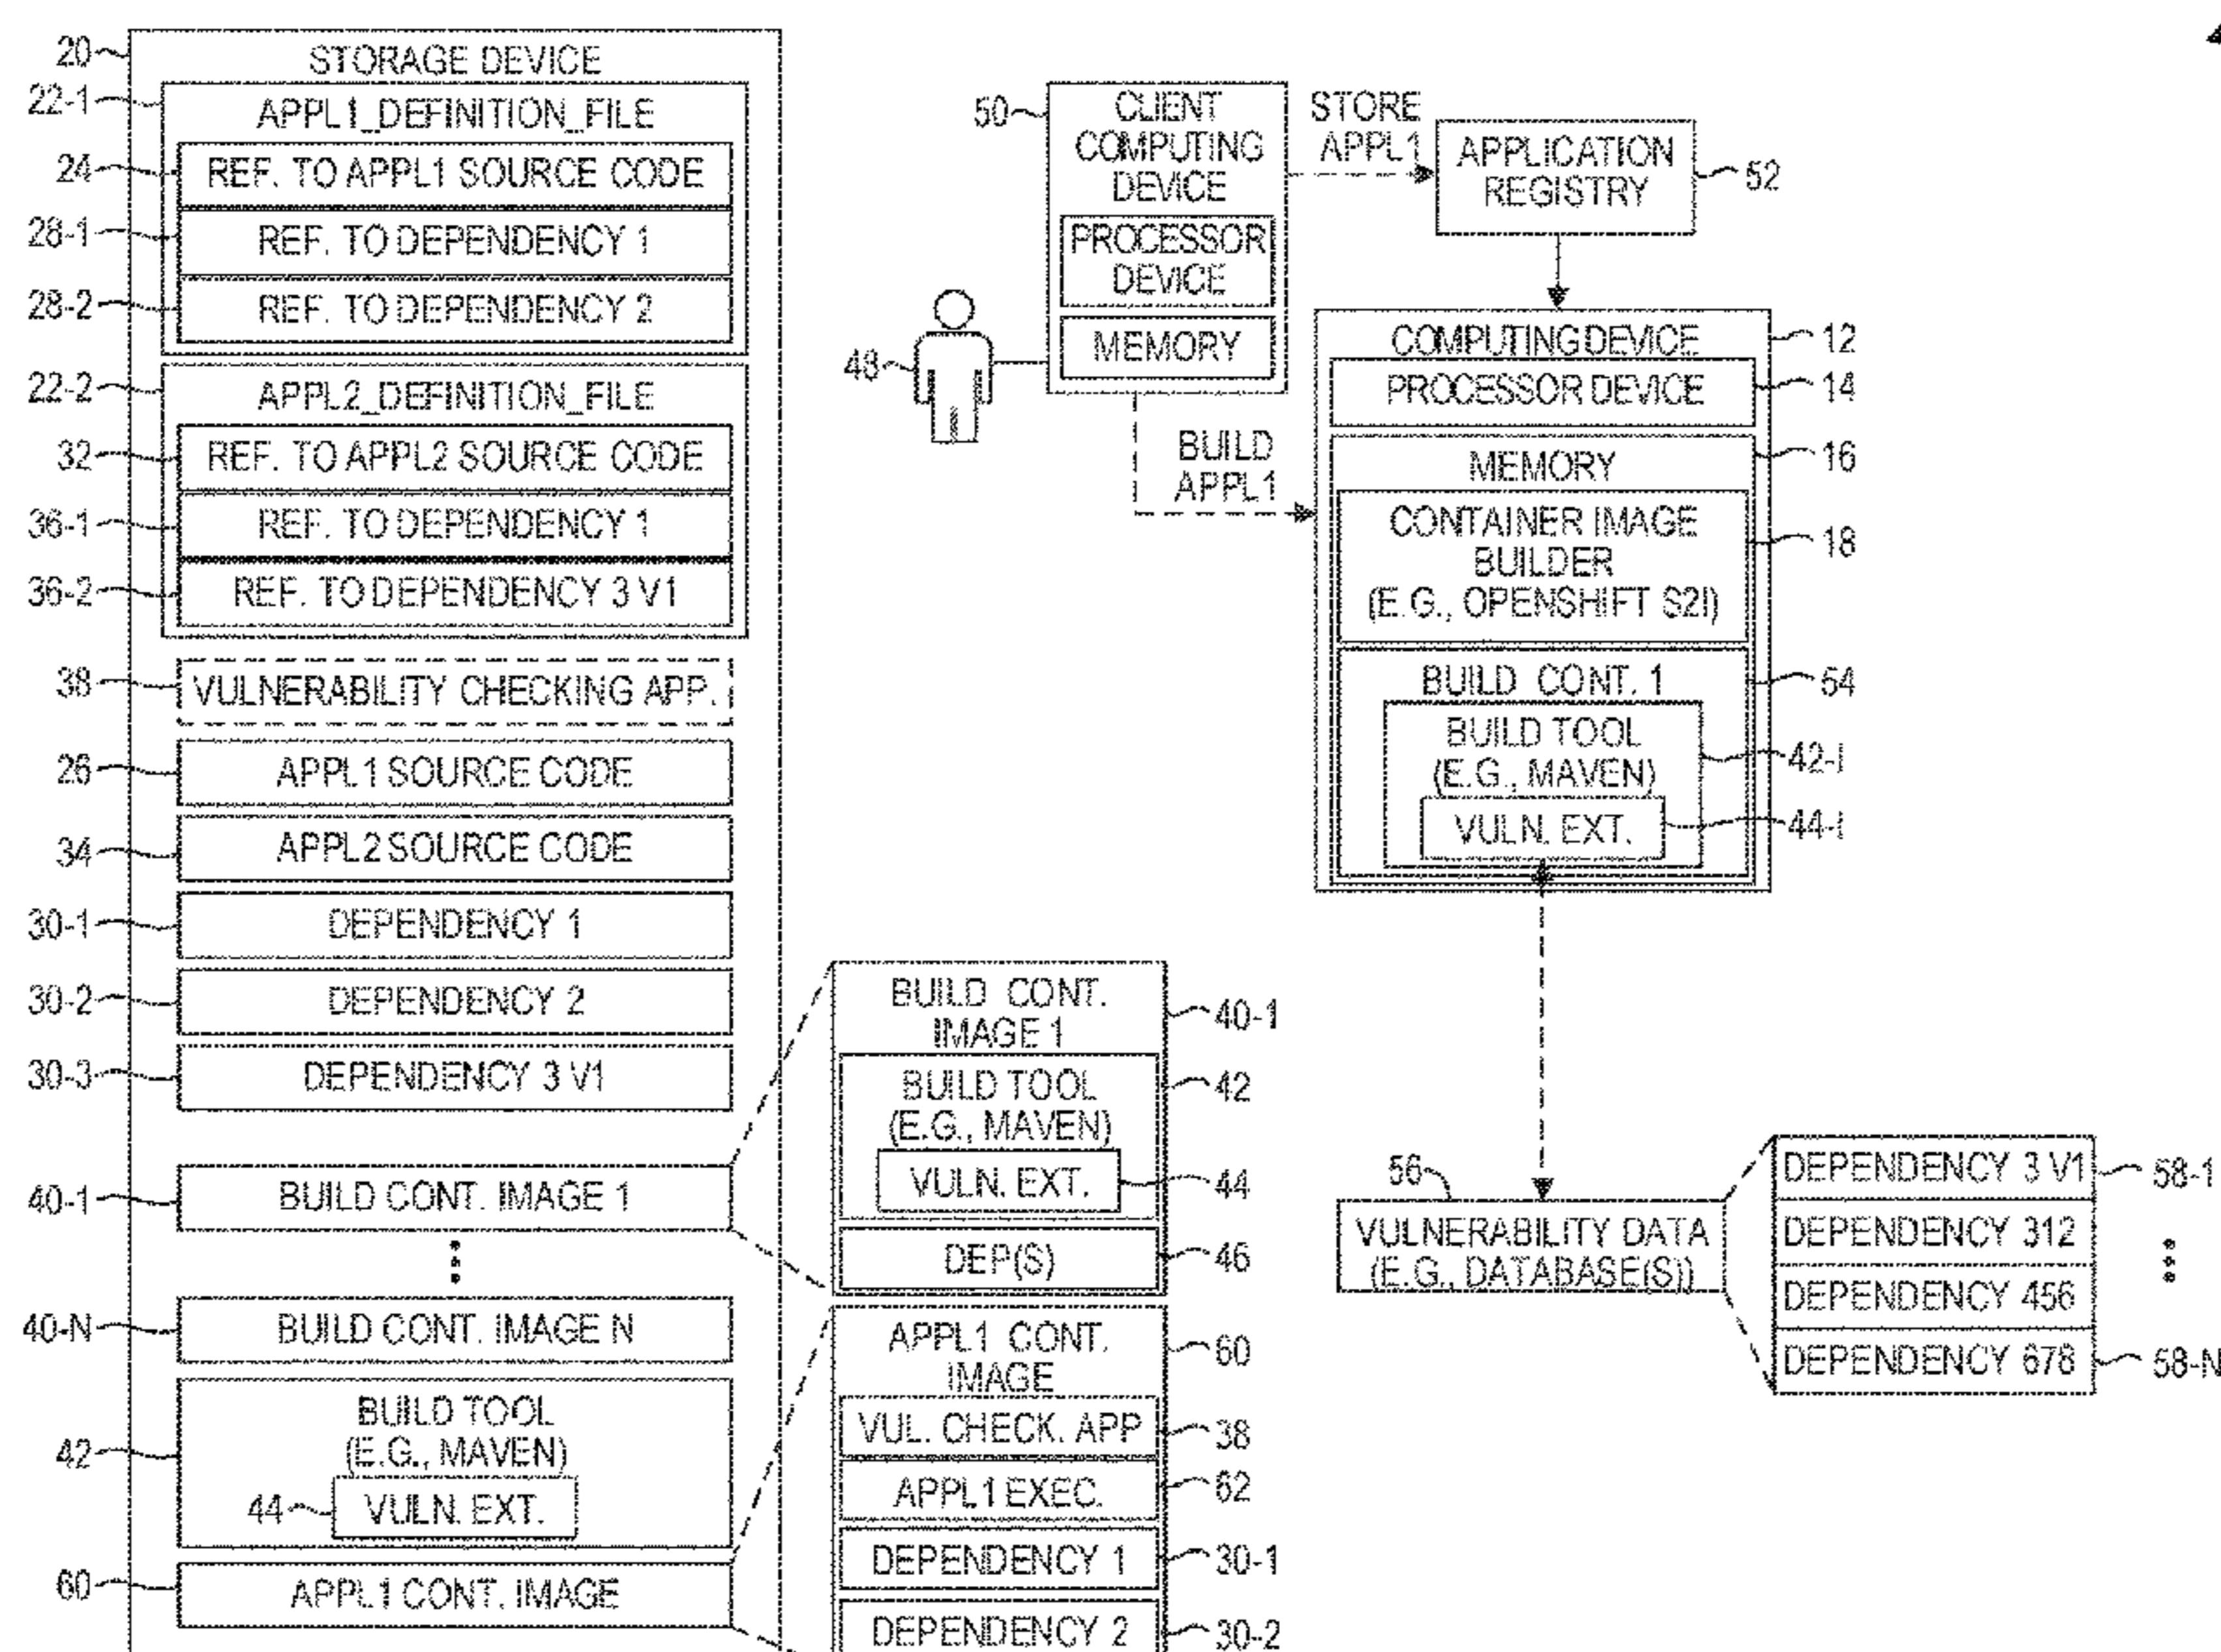 20
STORAGE DEVICE
22-1
APPL1_DEFINITION_FILE
24
REF. TO APPL1 SOURCE CODE
28-1
REF. TO DEPENDENCY 1
28-2
REF. TO DEPENDENCY 2
22-2
APPL2_DEFINITION_FILE
32
REF. TO APPL2 SOURCE CODE
36-1
REF. TO DEPENDENCY 1
36-2
REF. TO DEPENDENCY 3 V1
38
VULNERABILITY CHECKING APP.
26
APPL1 SOURCE CODE
34
APPL2 SOURCE CODE
30-1
DEPENDENCY 1
30-2
DEPENDENCY 2
30-3
DEPENDENCY 3 V1
40-1
BUILD CONT. IMAGE 1
40-N
BUILD CONT. IMAGE N
42
BUILD TOOL
(E.G., MAVEN)
44
VULN. EXT.
60
APPL1 CONT. IMAGE
BUILD CONT.
IMAGE 1
40-1
BUILD TOOL
(E.G., MAVEN)
42
VULN. EXT.
44
DEP(S)
46
APPL1 CONT.
IMAGE
60
VUL. CHECK. APP
38
APPL1 EXEC.
62
DEPENDENCY 1
30-1
DEPENDENCY 2
30-2
48
50
CLIENT
COMPUTING
DEVICE
PROCESSOR
DEVICE
MEMORY
STORE
APPL1
APPLICATION
REGISTRY
52
BUILD
APPL1
COMPUTING DEVICE
12
PROCESSOR DEVICE
14
MEMORY
16
CONTAINER IMAGE
BUILDER
(E.G., OPENSHIFT S2I)
18
BUILD CONT. 1
54
BUILD TOOL
(E.G., MAVEN)
42-I
VULN. EXT.
44-I
56
VULNERABILITY DATA
(E.G., DATABASE(S))
DEPENDENCY 3 V1
58-1
DEPENDENCY 312
DEPENDENCY 456
DEPENDENCY 678
58-N